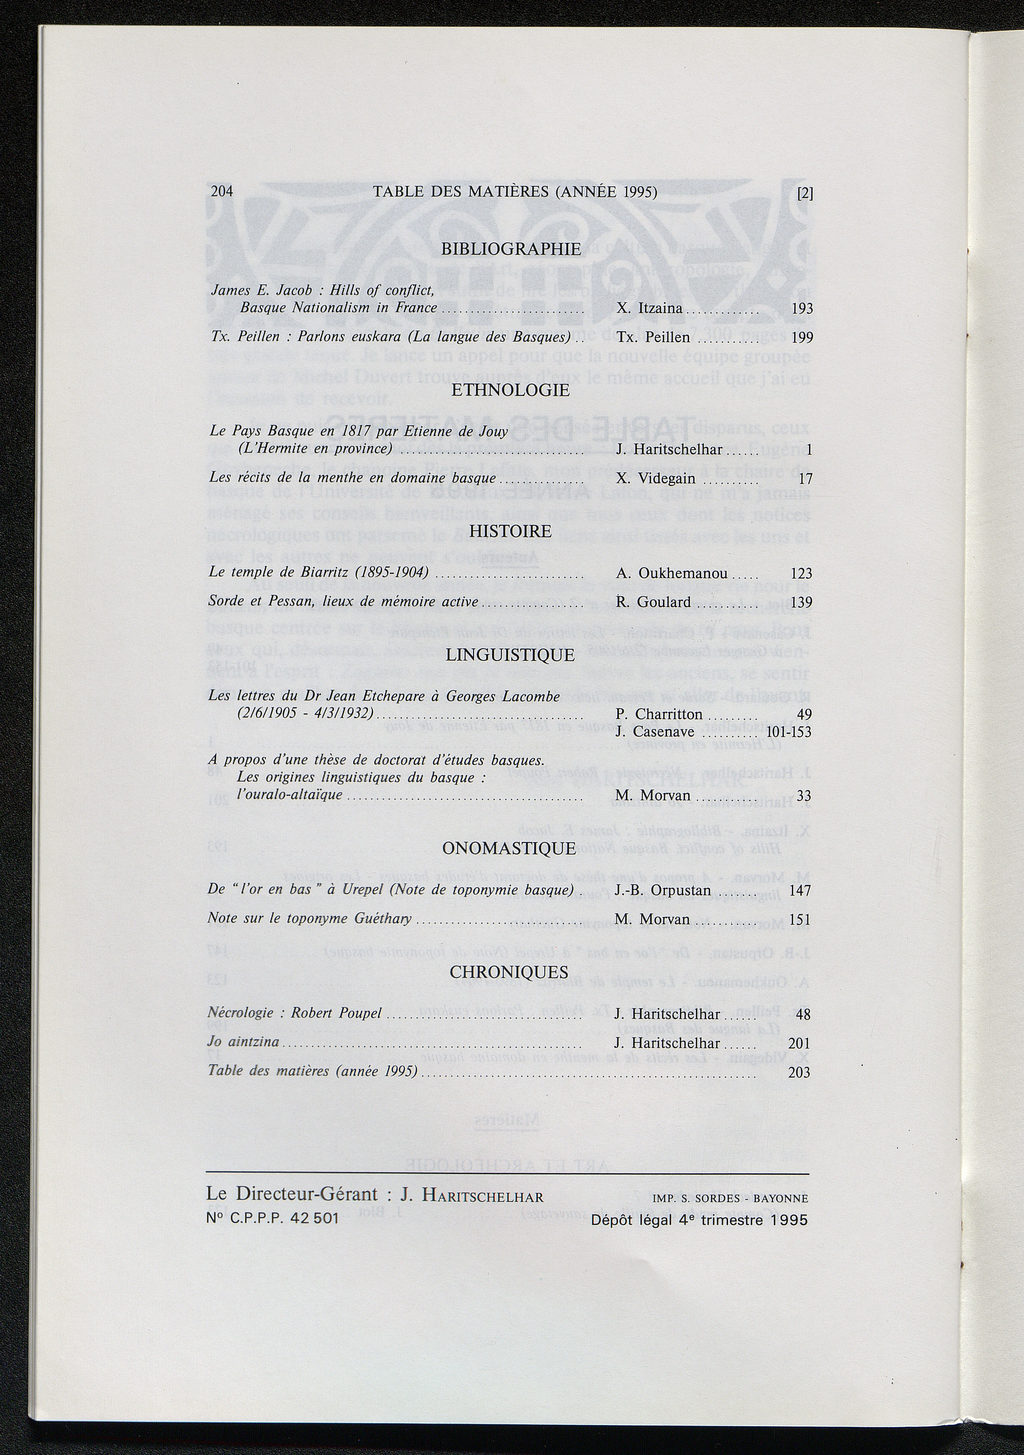 204 TABLE DES MATIÈRES (ANNÉE 1995) [2]
BIBLIOGRAPHIE
James E. Jacob : Hills of conflict,
Basque Nationalism in France ......................... X. Itzaina ............. 193
Tx. Peillen : Parlons euskara (La langue des Basques) .. Tx. Peillen ........... 199
ETHNOLOGIE
Le Pays Basque en 1817 par Etienne de Jouy
(L'Hermite en province) ................................ J. Haritschelhar ...... 1
Les récits de la menthe en domaine basque ............... X. Videgain .......... 17
HISTOIRE
Le temple de Biarritz (1895-1904) .......................... A. Oukhemanou ..... 123
Sorde et Pessan, lieux de mémoire active .................. R. Goulard ........... 139
LINGUISTIQUE
Les lettres du Dr Jean Etchepare à Georges Lacombe
(2/6/1905 - 4/3/1932) .................................... P. Charritton ......... 49
J. Casenave .......... 101-153
A propos d'une thèse de doctorat d'études basques.
Les origines linguistiques du basque :
l'ouralo-altaïque ......................................... M. Morvan ........... 33
ONOMASTIQUE
De "l'or en bas" à Urepel (Note de toponymie basque) . J.-B. Orpustan ....... 147
Note sur le toponyme Guéthary ............................. M. Morvan ........... 151
CHRONIQUES
Nécrologie : Robert Poupel .................................. J. Haritschelhar ...... 48
Jo aintzina .................................................... J. Haritschelhar ...... 201
Table des matières (année 1995) ........................................................... 203
Le Directeur-Gérant : J. HARITSCHELHAR IMP. S. SORDES - BAYONNE
N° C.P.P.P. 42 501 Dépôt légal 4e trimestre 1995